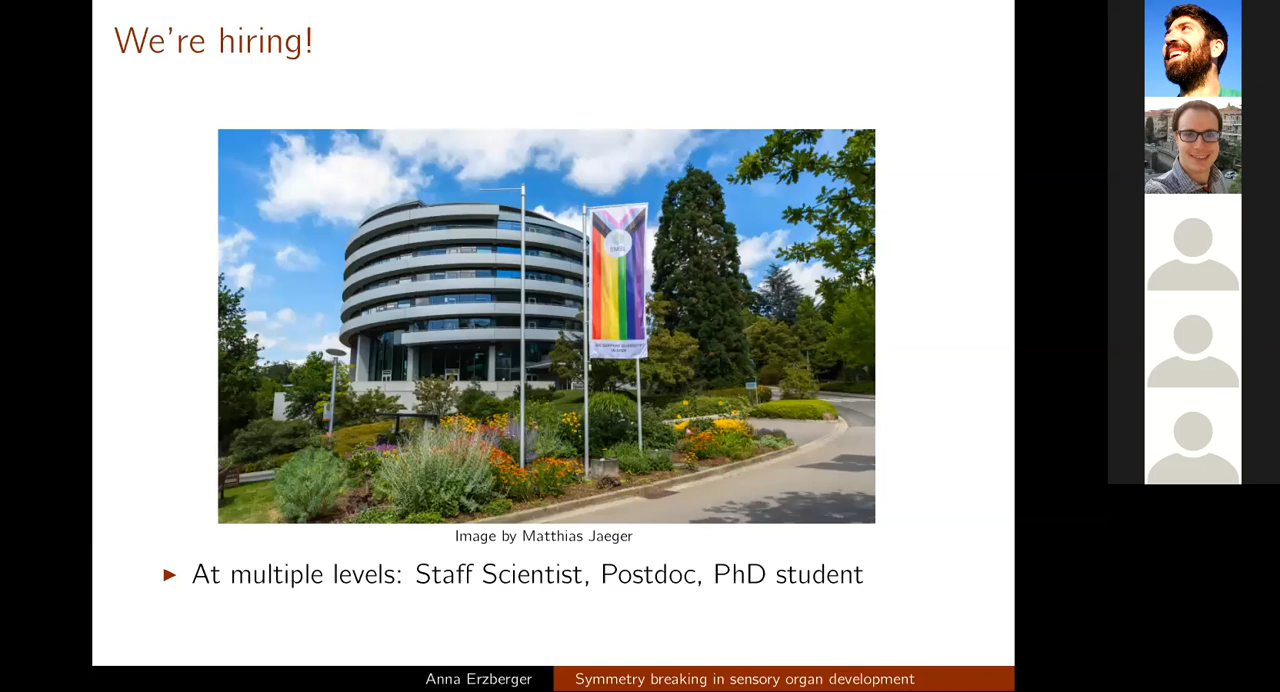 We're hiring!
EMBL
Image by Matthias Jaeger
► At multiple levels: Staff Scientist, Postdoc, PhD student
Anna Erzberger
Symmetry breaking in sensory organ development